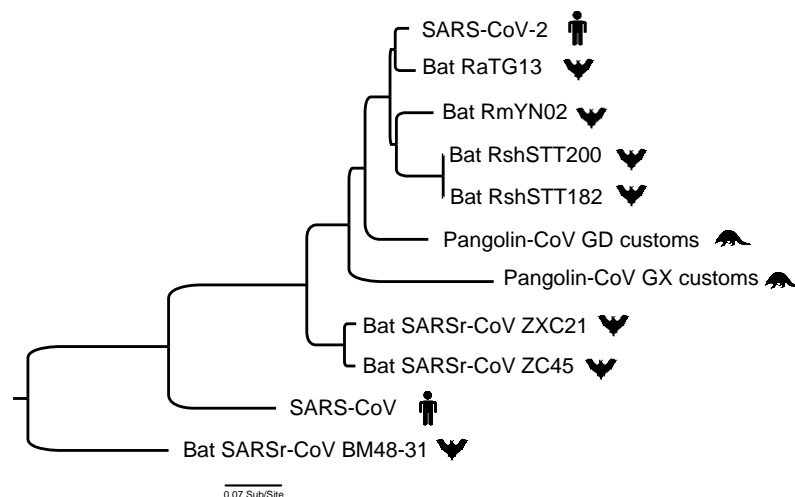 SARS-CoV-2
Bat RaTG13
Bat RmYN02
Bat RshSTT200
Bat RshSTT182
Pangolin-CoV GD customs
Pangolin-CoV GX customs
Bat SARSr-CoV ZXC21
Bat SARSr-CoV ZC45
SARS-CoV
Bat SARSr-CoV BM48-31
0.07 Sub/Site